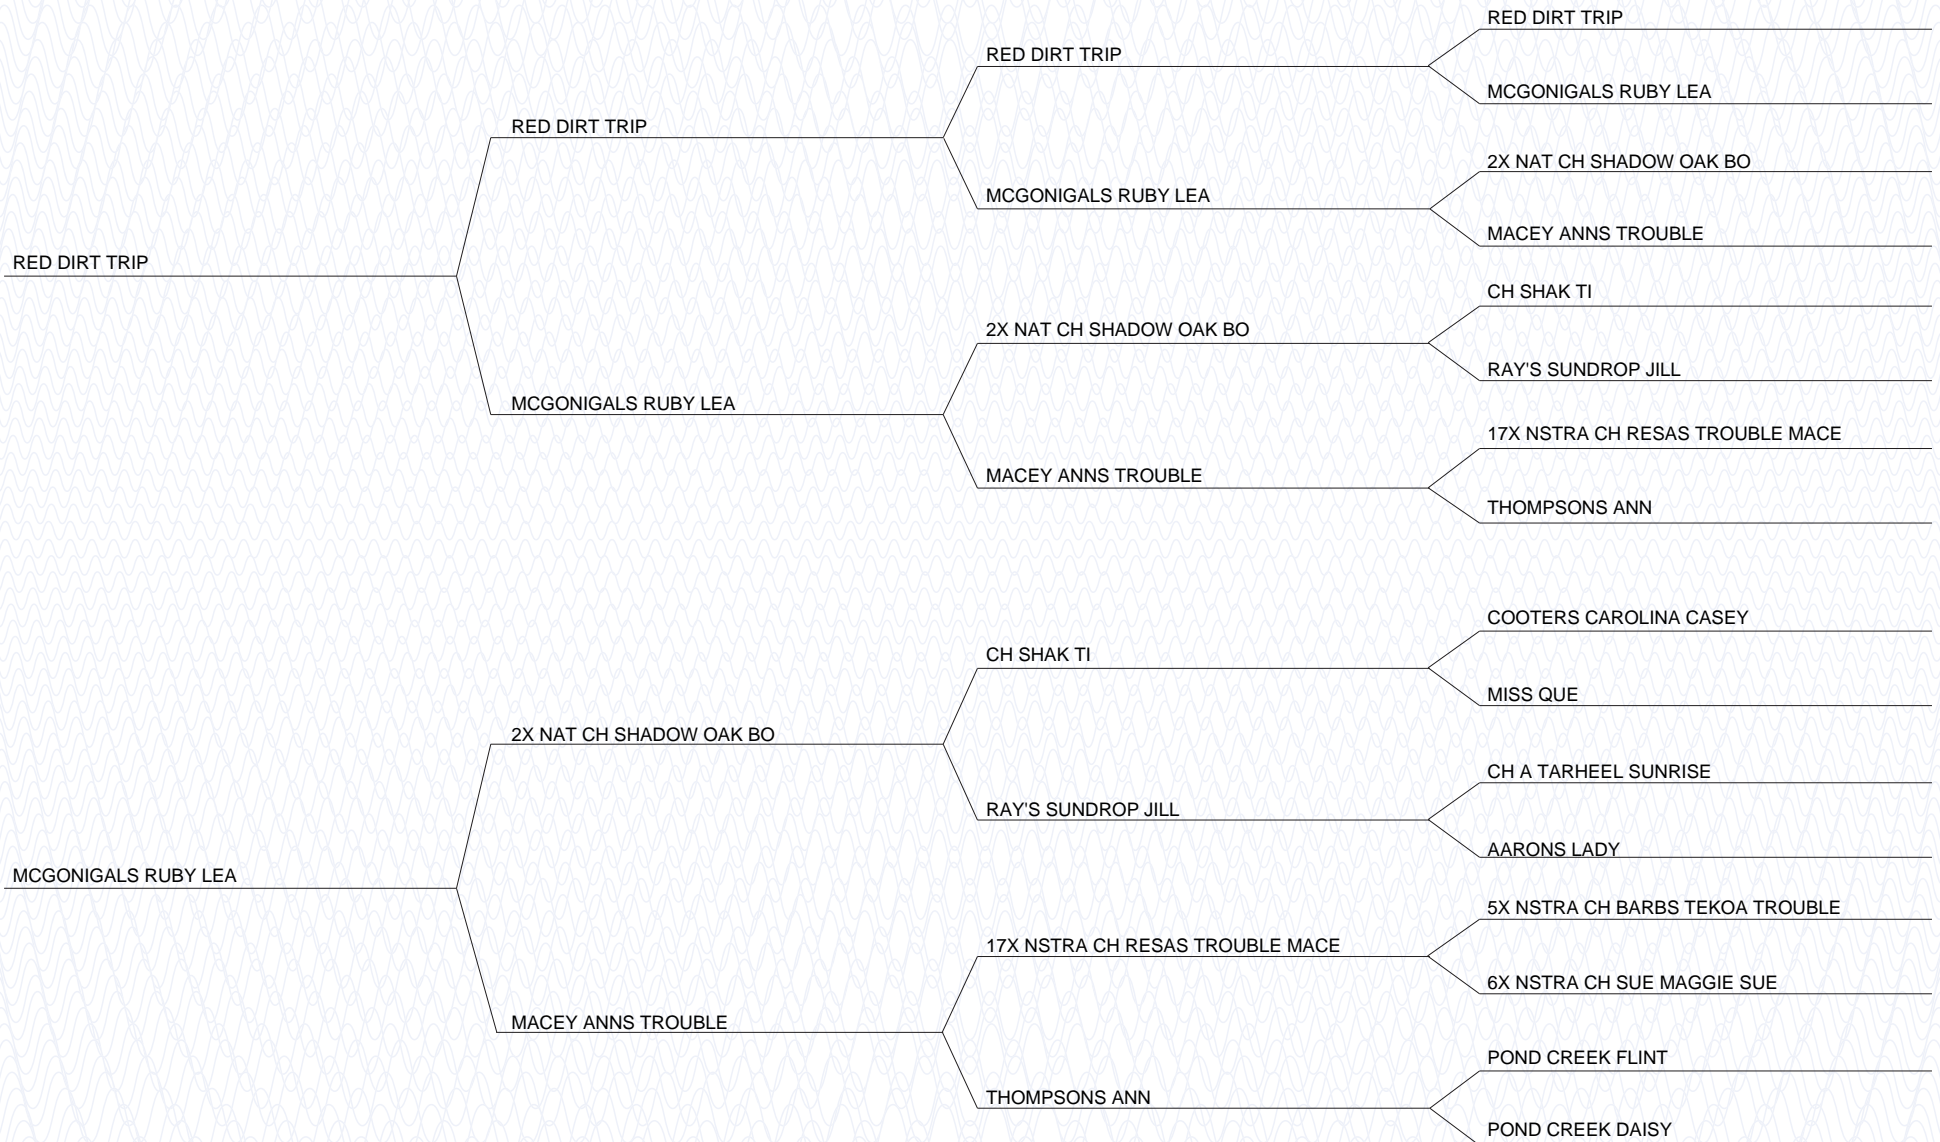 RED DIRT TRIP
RED DIRT TRIP
RED DIRT TRIP
RED DIRT TRIP
MCGONIGALS RUBY LEA
MCGONIGALS RUBY LEA
2X NAT CH SHADOW OAK BO
MACEY ANNS TROUBLE
MCGONIGALS RUBY LEA
2X NAT CH SHADOW OAK BO
CH SHAK TI
RAY'S SUNDROP JILL
MACEY ANNS TROUBLE
17X NSTRA CH RESAS TROUBLE MACE
THOMPSONS ANN
MCGONIGALS RUBY LEA
2X NAT CH SHADOW OAK BO
CH SHAK TI
COOTERS CAROLINA CASEY
MISS QUE
RAY'S SUNDROP JILL
CH A TARHEEL SUNRISE
AARONS LADY
MACEY ANNS TROUBLE
17X NSTRA CH RESAS TROUBLE MACE
5X NSTRA CH BARBS TEKOA TROUBLE
6X NSTRA CH SUE MAGGIE SUE
THOMPSONS ANN
POND CREEK FLINT
POND CREEK DAISY